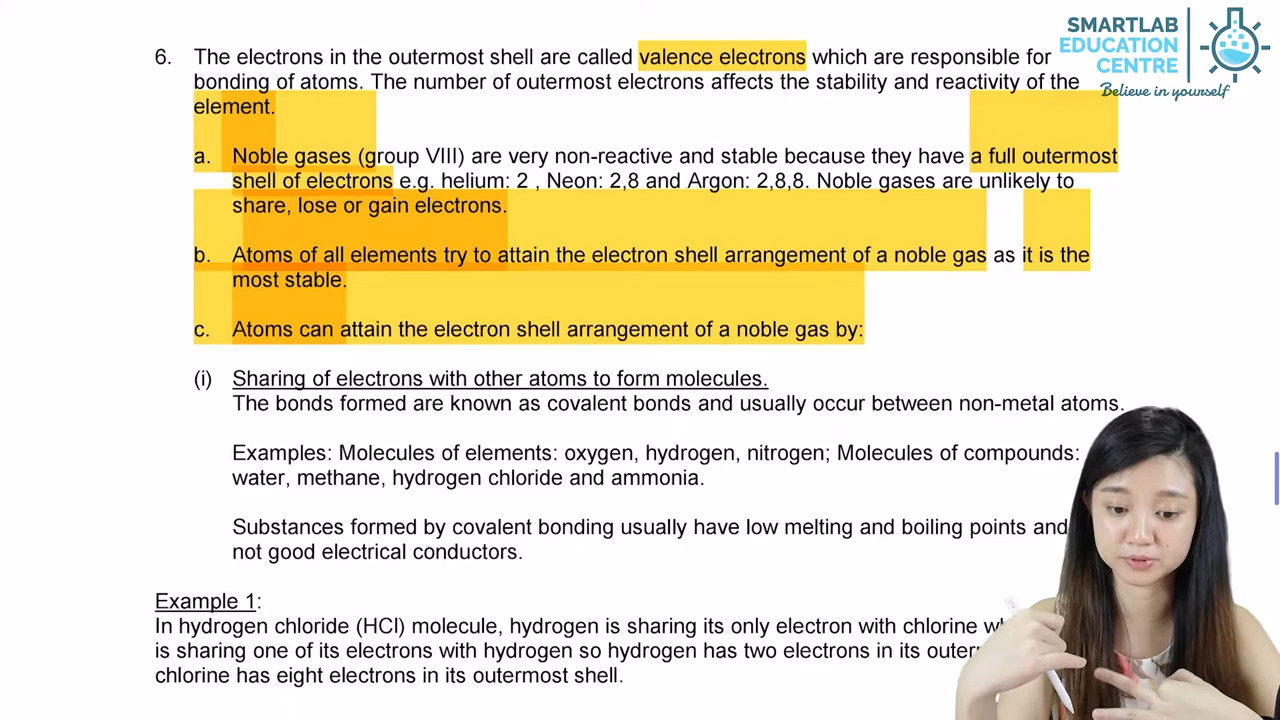 SMARTLAB
EDUCATION
CENTRE
Believe in yourself
6. The electrons in the outermost shell are called valence electrons which are responsible for
bonding of atoms. The number of outermost electrons affects the stability and reactivity of the
element.
a. Noble gases (group VIII) are very non-reactive and stable because they have a full outermost
shell of electrons e.g. helium: 2 , Neon: 2,8 and Argon: 2,8,8. Noble gases are unlikely to
share, lose or gain electrons.
b. Atoms of all elements try to attain the electron shell arrangement of a noble gas as it is the
most stable.
c. Atoms can attain the electron shell arrangement of a noble gas by:
(i) Sharing of electrons with other atoms to form molecules.
The bonds formed are known as covalent bonds and usually occur between non-metal atoms.
Examples: Molecules of elements: oxygen, hydrogen, nitrogen; Molecules of compounds:
water, methane, hydrogen chloride and ammonia.
Substances formed by covalent bonding usually have low melting and boiling points and
not good electrical conductors.
Example 1:
In hydrogen chloride (HCl) molecule, hydrogen is sharing its only electron with chlorine
is sharing one of its electrons with hydrogen so hydrogen has two electrons in its
chlorine has eight electrons in its outermost shell.